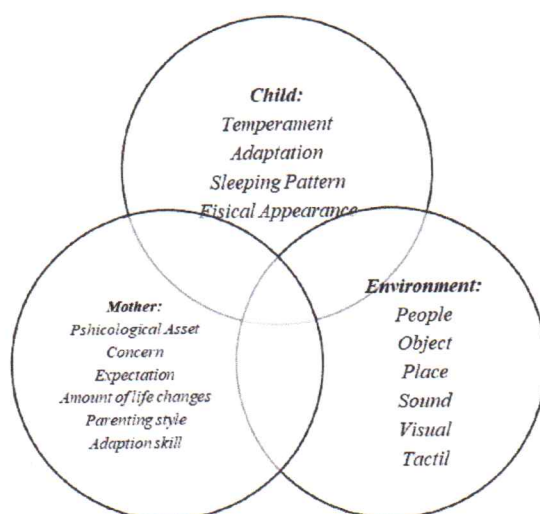 Child:
Temperament
Adaptation
Sleeping Pattern
Fisical Appearance
Mother:
Pshicological Asset
Concern
Expectation
Amount of life changes
Parenting style
Adaption skill
Environment:
People
Object
Place
Sound
Visual
Tactil